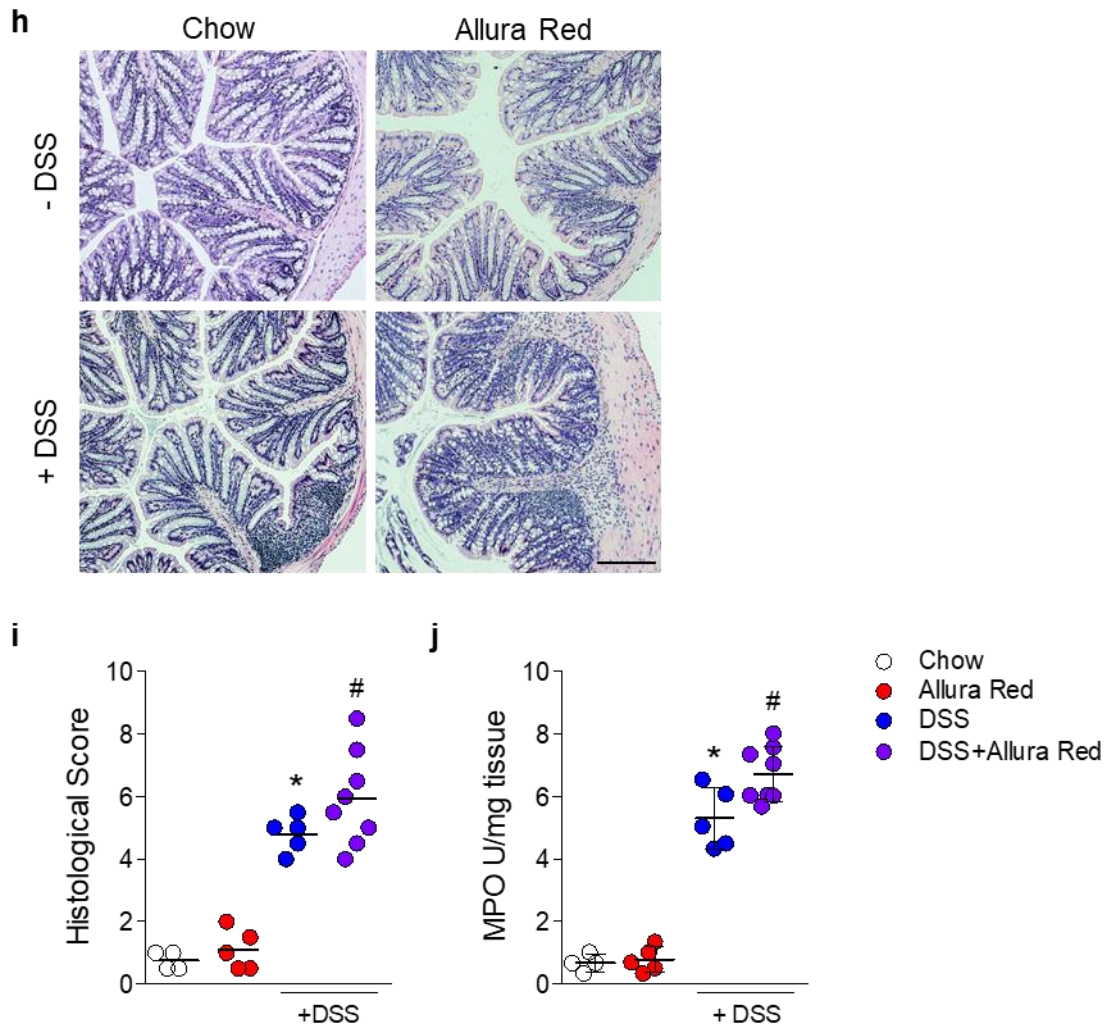 h
Chow
Allura Red
- DSS
+ DSS
i
10
8
6
4
2
0
Histological Score
*
#
+DSS
j
10
8
6
4
2
0
MPO U/mg tissue
*
#
+ DSS
Chow
Allura Red
DSS
DSS+Allura Red